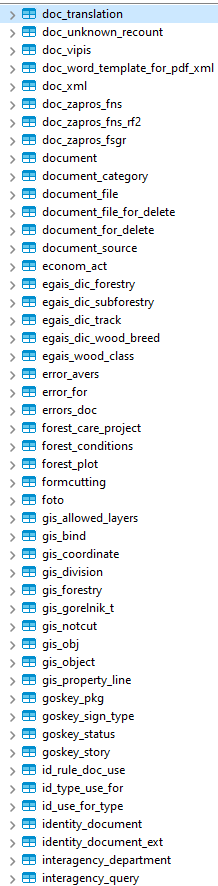 doc_translation
doc_unknown_recount
doc_vipis
doc_word_template_for_pdf_xml
doc_xml
doc_zapros_fns
doc_zapros_fns_rf2
doc_zapros_fsgr
document
document_category
document_file
document_file_for_delete
document_for_delete
document_source
econom_act
egais_dic_forestry
egais_dic_subforestry
egais_dic_track
egais_dic_wood_breed
egais_wood_class
error_avers
error_for
errors_doc
forest_care_project
forest_conditions
forest_plot
formcutting
foto
gis_allowed_layers
gis_bind
gis_coordinate
gis_division
gis_forestry
gis_gorelnik_t
gis_notcut
gis_obj
gis_object
gis_property_line
goskey_pkg
goskey_sign_type
goskey_status
goskey_story
id_rule_doc_use
id_type_use_for
id_use_for_type
identity_document
identity_document_ext
interagency_department
interagency_query